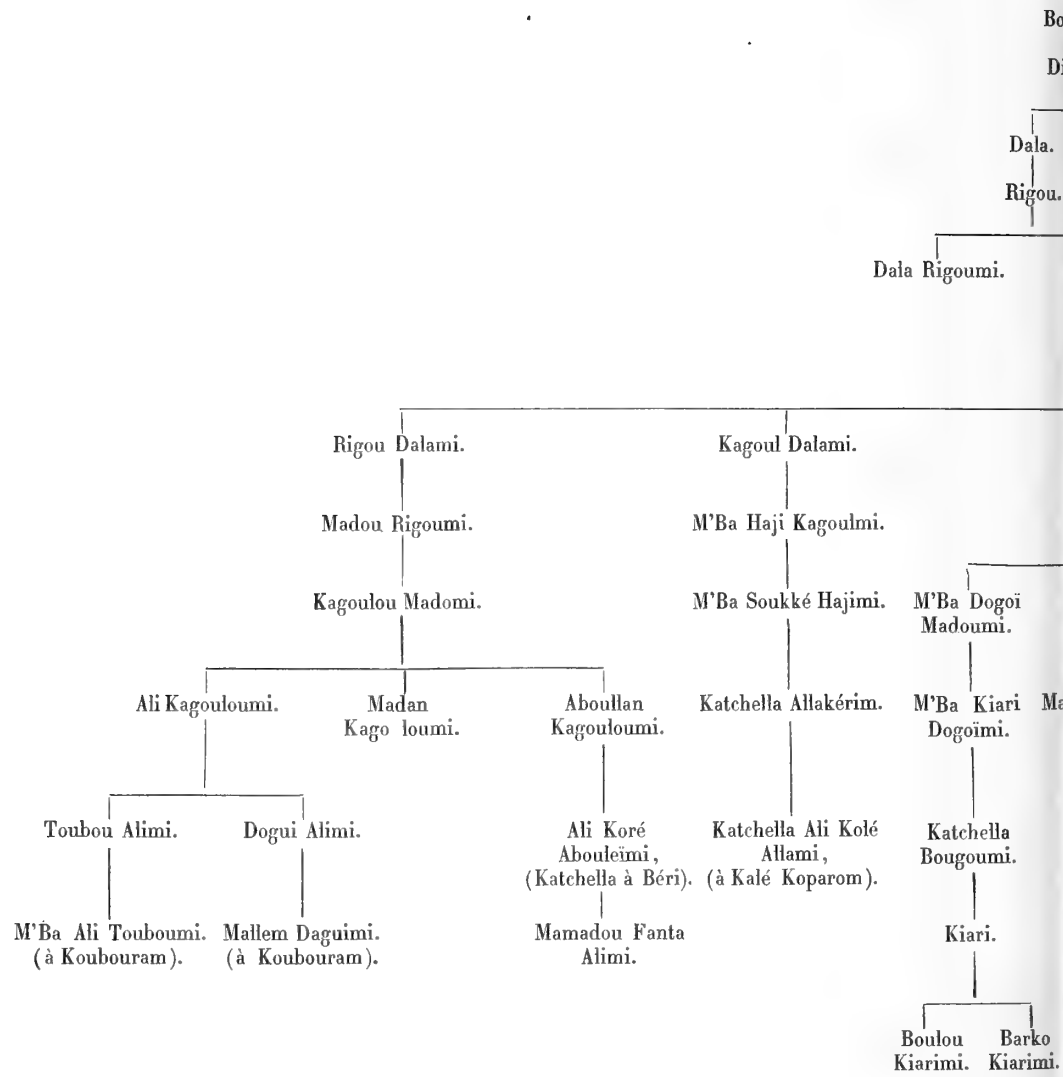 Bo
Di
Dala.
Rigou.
Dala Rigoumi.
Rigou Dalami. Kagoul Dalami.
Madou Rigoumi. M'Ba Haji Kagoulmi.
Kagoulou Madomi. M'Ba Soukké Hajimi. M'Ba Dogoï
Madoumi.
Ali Kagouloumi. Madan Aboullan Katchella Allakérim. M'Ba Kiari Ma
Kago loumi. Kagouloumi. Dogoïmi.
Toubou Alimi. Dogui Alimi. Ali Koré Katchella Ali Kolé Katchella
Abouleïmi, Allami, Bougoumi.
(Katchella à Béri). (à Kalé Koparom).
M'Ba Ali Touboumi. Mallem Daguimi. Mamadou Fanta Kiari.
(à Koubouram). (à Koubouram). Alimi.
Boulou Barko
Kiarimi. Kiarimi.